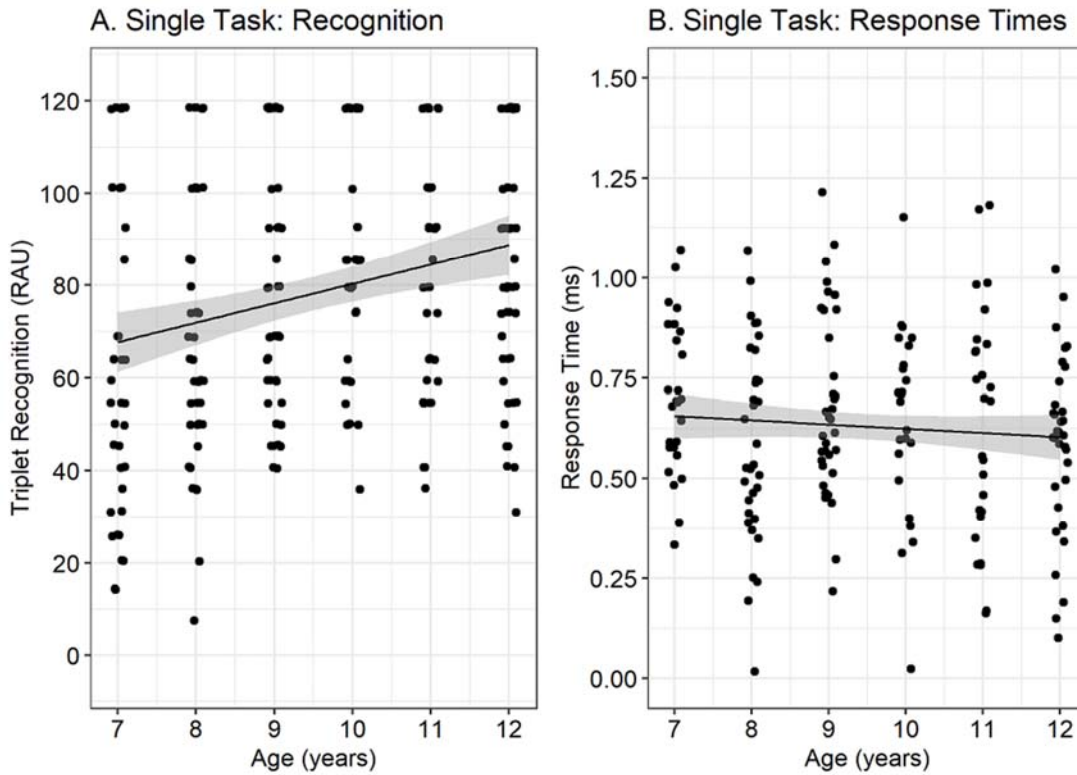 A. Single Task: Recognition
Triplet Recognition (RAU)
120
100
80
60
40
20
0
7 8 9 10 11 12
Age (years)
B. Single Task: Response Times
Response Time (ms)
1.50
1.25
1.00
0.75
0.50
0.25
0.00
7 8 9 10 11 12
Age (years)